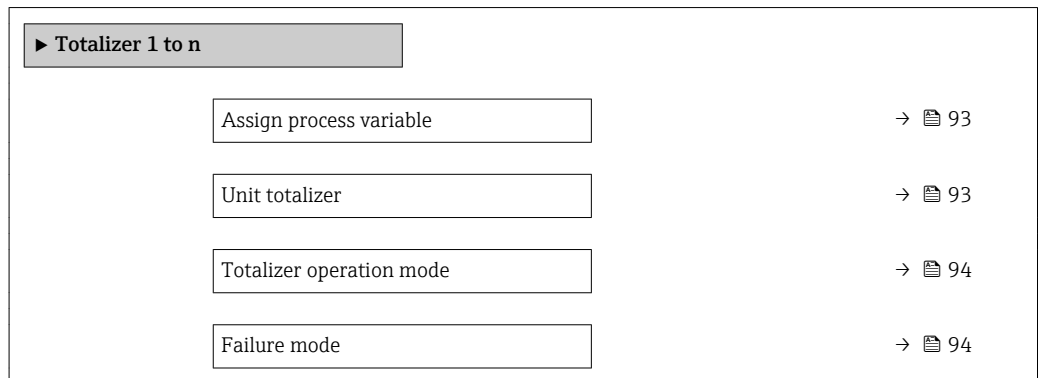 ▶ Totalizer 1 to n
Assign process variable → 93
Unit totalizer → 93
Totalizer operation mode → 94
Failure mode → 94